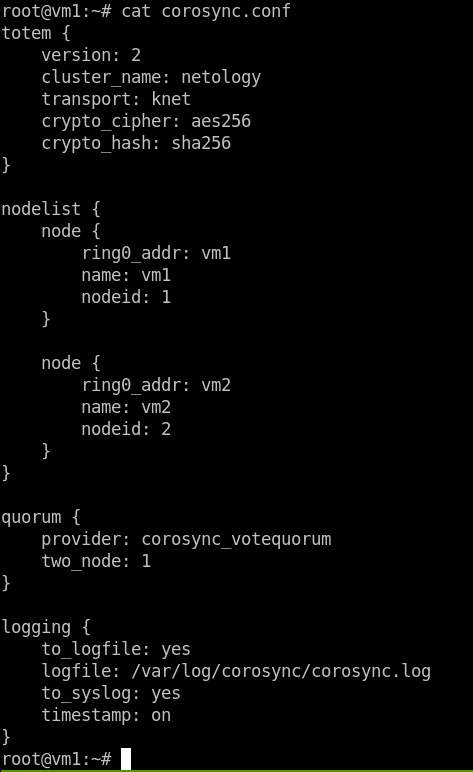 root@vm1:~# cat corosync.conf
totem {
    version: 2
    cluster_name: netology
    transport: knet
    crypto_cipher: aes256
    crypto_hash: sha256
}

nodelist {
    node {
        ring0_addr: vm1
        name: vm1
        nodeid: 1
    }

    node {
        ring0_addr: vm2
        name: vm2
        nodeid: 2
    }
}

quorum {
    provider: corosync_votequorum
    two_node: 1
}

logging {
    to_logfile: yes
    logfile: /var/log/corosync/corosync.log
    to_syslog: yes
    timestamp: on
}
root@vm1:~#